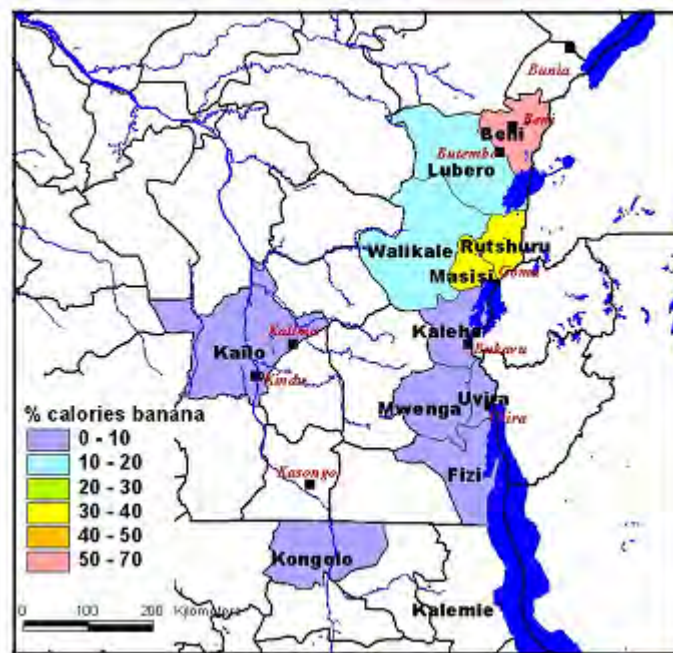 Bunia
Beni
Beni
Butembo
Lubero
Walikale
Rutshuru
Masisi
Goma
Kalehe
Kalima
Kailo
Bukavu
Kindu
Uvira
Mwenga
% calories banana
0 - 10
10 - 20
20 - 30
30 - 40
40 - 50
50 - 70
Fizi
Kasongo
Kongolo
0 100 200 Kilometers
Kalemie